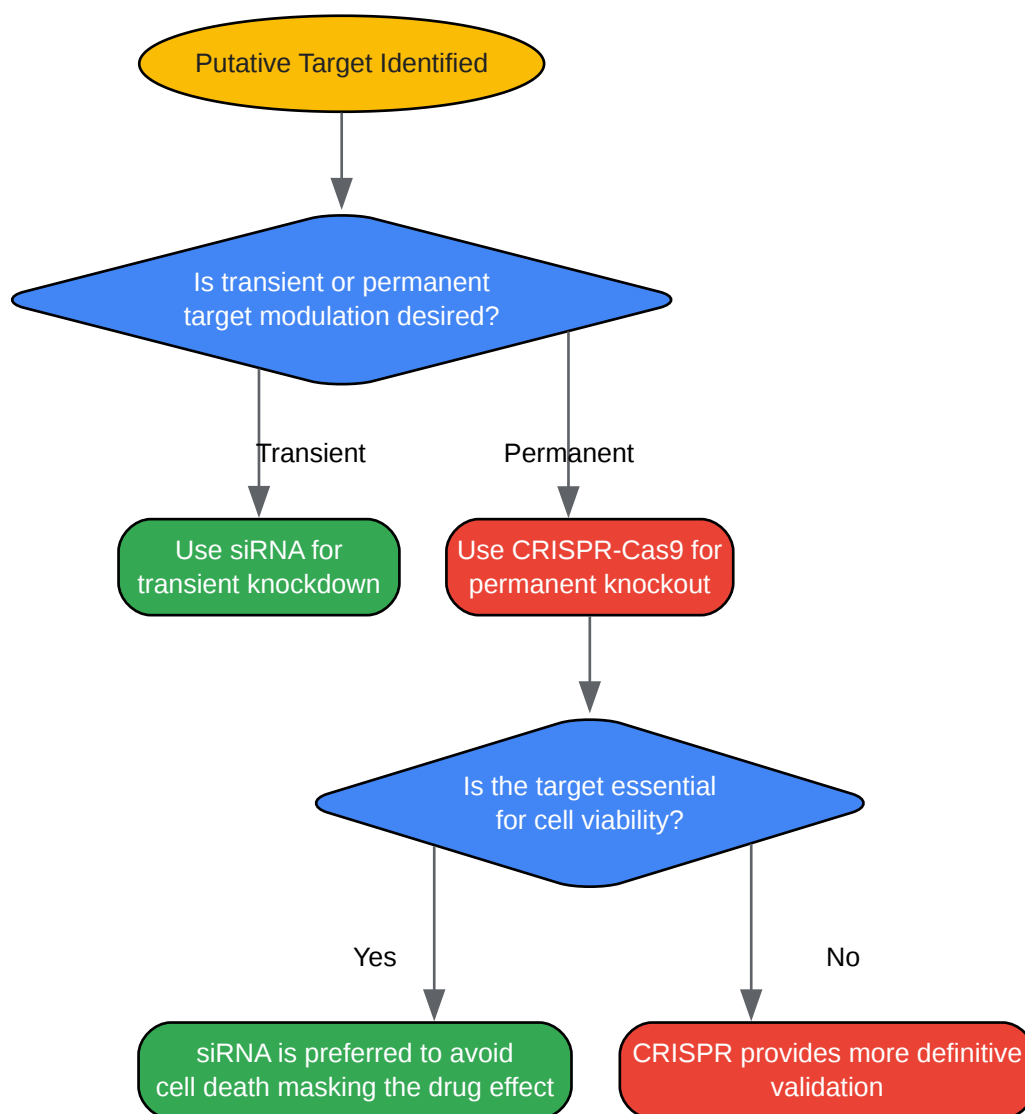 Putative Target Identified
Is transient or permanent
target modulation desired?
Transient
Permanent
Use siRNA for
transient knockdown
Use CRISPR-Cas9 for
permanent knockout
Is the target essential
for cell viability?
Yes
No
siRNA is preferred to avoid
cell death masking the drug effect
CRISPR provides more definitive
validation